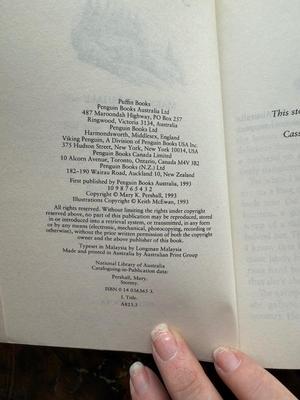 Puffin Books
Penguin Books Australia Ltd
487 Maroondah Highway, PO Box 257
Ringwood, Victoria 3134, Australia
Penguin Books Ltd
Harmondsworth, Middlesex, England
Viking Penguin, A Division of Penguin Books USA Inc.
375 Hudson Street, New York, New York 10014, USA
Penguin Books Canada Limited
10 Alcorn Avenue, Toronto, Ontario, Canada M4V 3B2
Penguin Books (N.Z.) Ltd
182-190 Wairau Road, Auckland 10, New Zealand
First published by Penguin Books Australia, 1993
10 9 8 7 6 5 4 3 2
Copyright © Mary K. Pershall, 1993
Illustrations Copyright © Keith McEwan, 1993
All rights reserved. Without limiting the rights under copyright
reserved above, no part of this publication may be reproduced, stored
in or introduced into a retrieval system, or transmitted, in any form
or by any means (electronic, mechanical, photocopying, recording or
otherwise), without the prior written permission of both the copyright
owner and the above publisher of this book.
Typeset in Malaysia by Longman Malaysia
Made and printed in Australia by Australian Print Group
National Library of Australia
Cataloguing-in-Publication data:
Pershall, Mary.
Stormy.
ISBN 0 14 036365 X.
I. Title.
A823.3
This sto
Cass